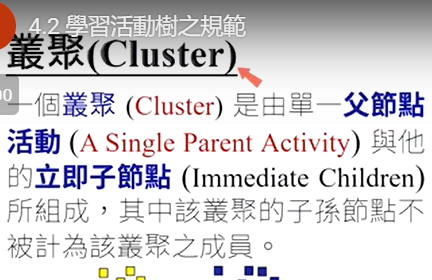 4.2 學習活動樹之規範
叢聚(Cluster)
一個叢聚 (Cluster) 是由單一父節點
活動 (A Single Parent Activity) 與他
的立即子節點 (Immediate Children)
所組成，其中該叢聚的子孫節點不
被計為該叢聚之成員。